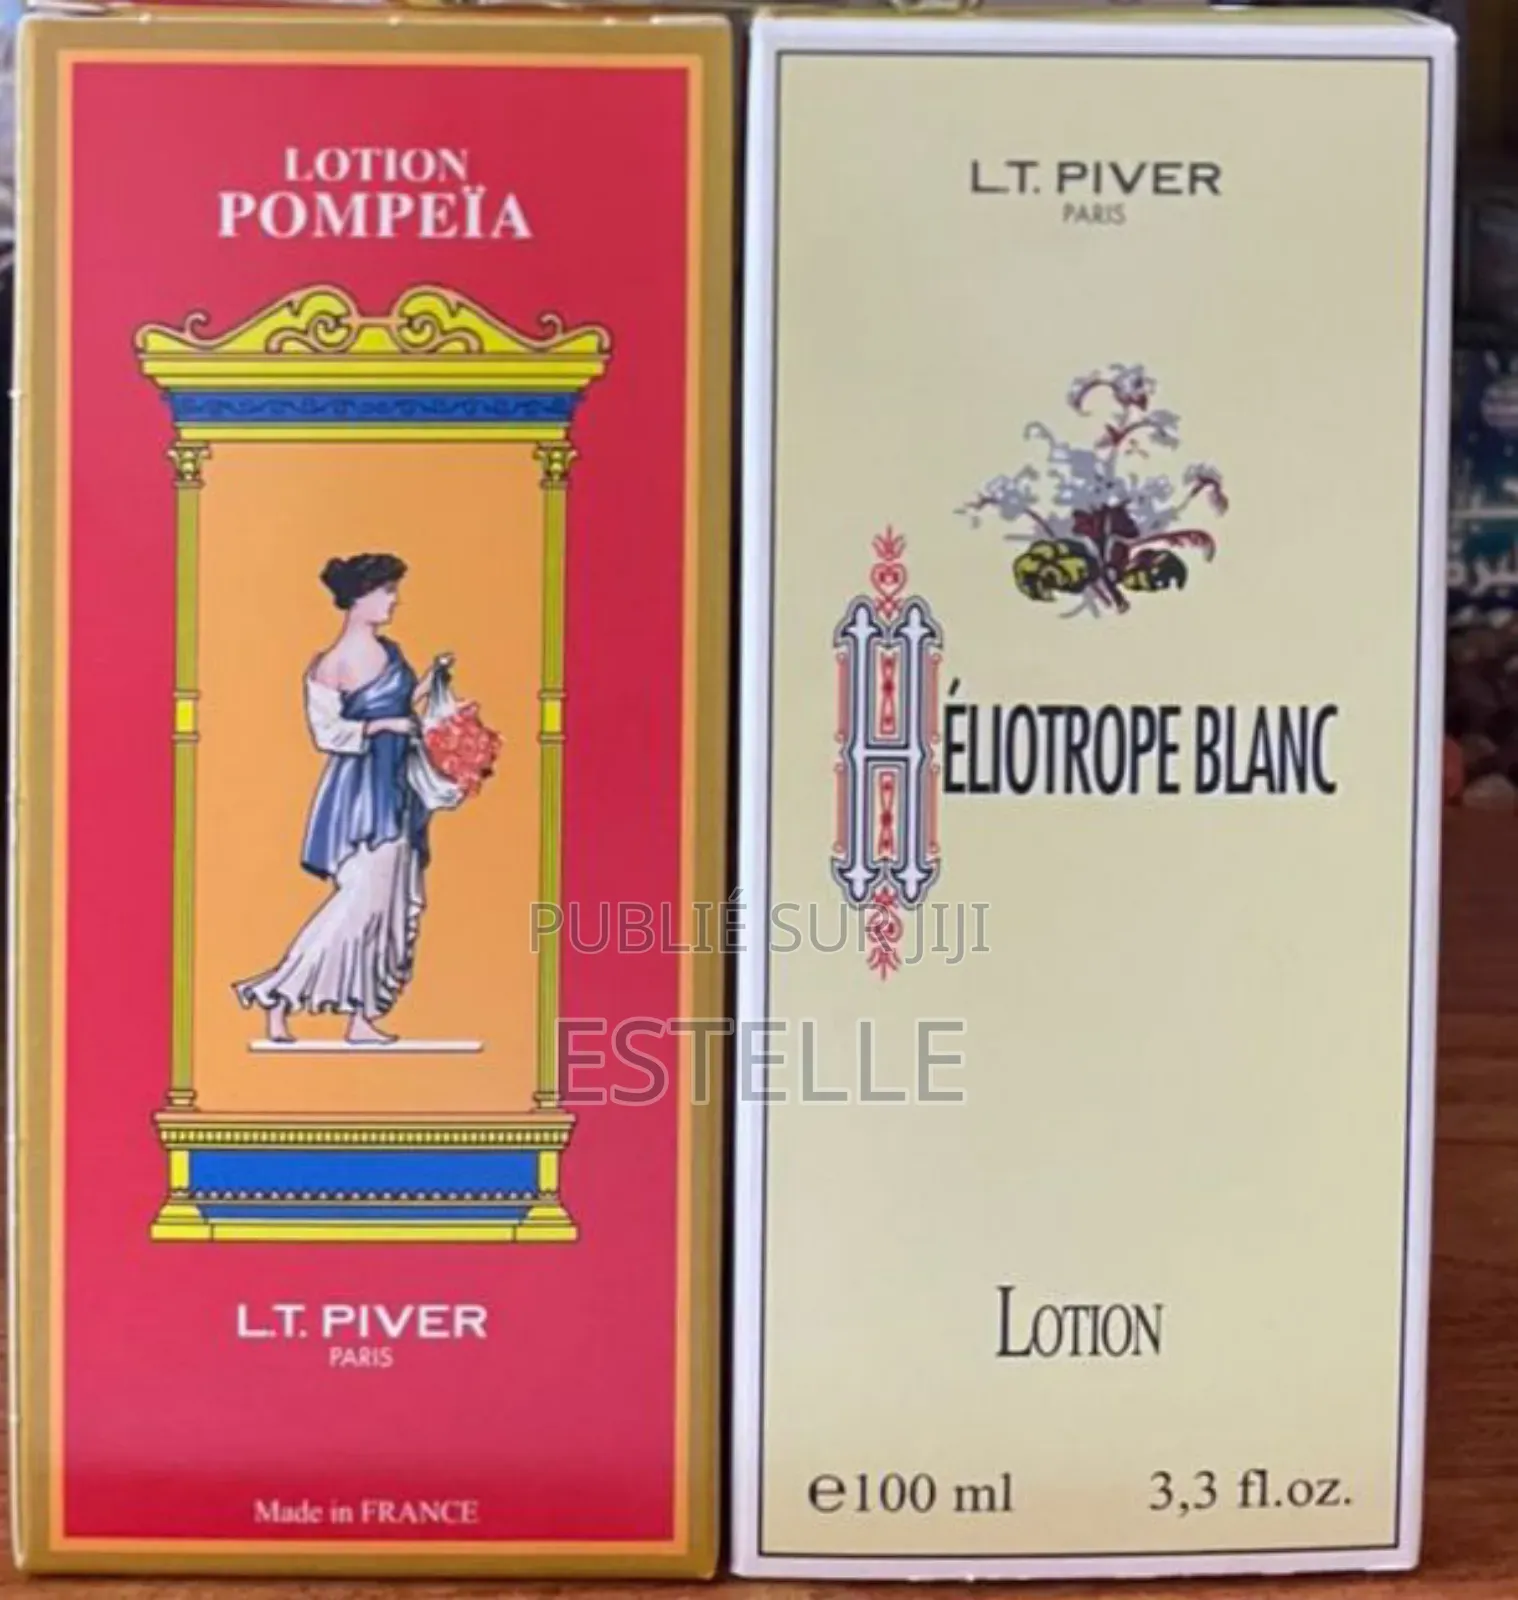 LOTION
POMPEÏA
L.T. PIVER
PARIS
Made in FRANCE
L.T. PIVER
PARIS
HÉLIOTROPE BLANC
LOTION
e100 ml 3,3 fl.oz.
PUBLIÉ SUR JIJI
ESTELLE